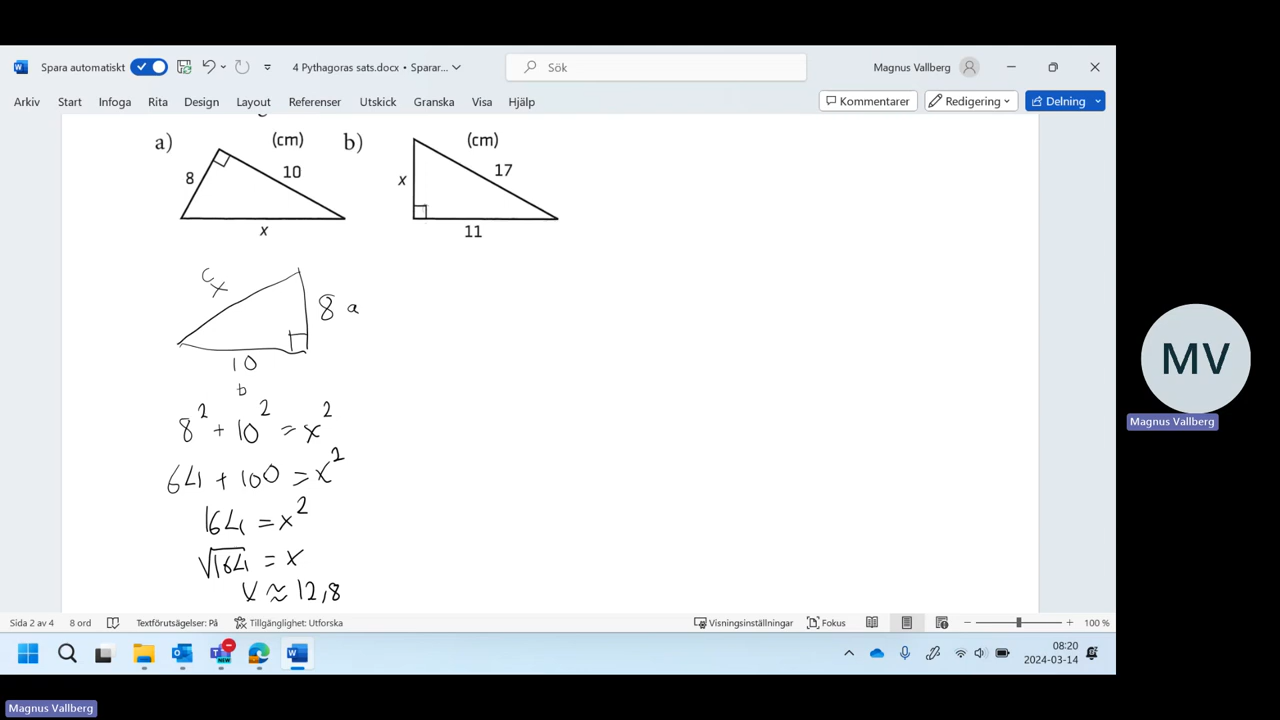 Spara automatiskt
4 Pythagoras sats.docx • Sparar...
Sök
Magnus Vallberg
Arkiv Start Infoga Rita Design Layout Referenser Utskick Granska Visa Hjälp
Kommentarer Redigering Delning
a) (cm) b) (cm)
8 10 x 17
x 11
c
x 8 a
10
b
8² + 10² = x²
64 + 100 = x²
164 = x²
√164 = x
x ≈ 12,8
MV
Magnus Vallberg
Sida 2 av 4 8 ord Textförutsägelser: På Tillgänglighet: Utforska Visningsinställningar Fokus − + 100 %
NEW
08:20
2024-03-14
Magnus Vallberg